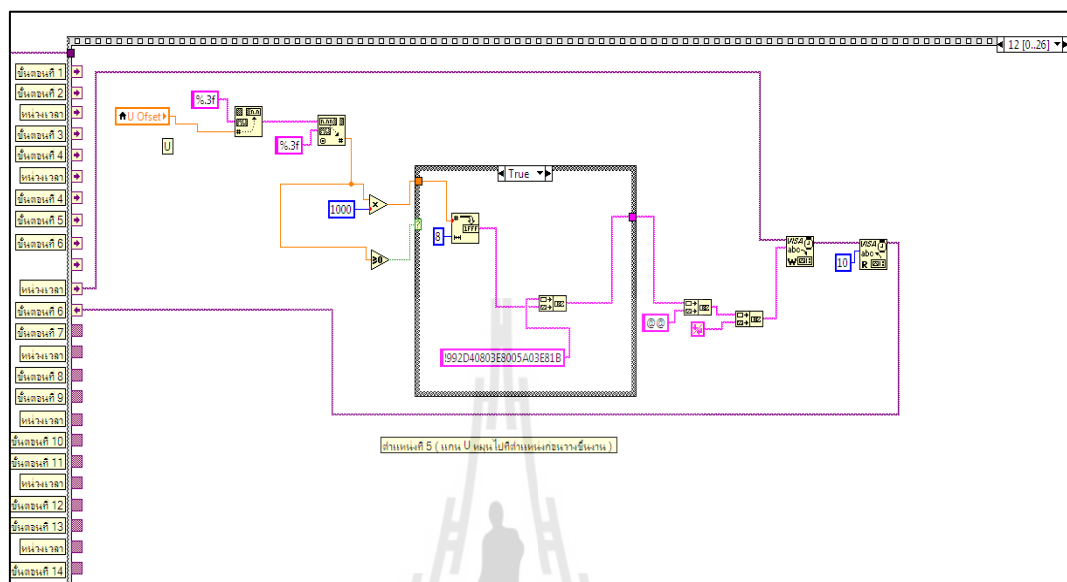 12 [0..26]
ขั้นตอนที่ 1
ขั้นตอนที่ 2
หน่วงเวลา
ขั้นตอนที่ 3
ขั้นตอนที่ 4
หน่วงเวลา
ขั้นตอนที่ 4
ขั้นตอนที่ 5
ขั้นตอนที่ 6
หน่วงเวลา
ขั้นตอนที่ 6
ขั้นตอนที่ 7
หน่วงเวลา
ขั้นตอนที่ 8
ขั้นตอนที่ 9
หน่วงเวลา
ขั้นตอนที่ 10
ขั้นตอนที่ 11
หน่วงเวลา
ขั้นตอนที่ 12
ขั้นตอนที่ 13
หน่วงเวลา
ขั้นตอนที่ 14
U Ofset
U
%.3f
%.3f
1000
True
8
!992D40803E8005A03E81B
@@
VISA
abc
W
10
VISA
abc
R
ตำแหน่งที่ 5 ( แกน U หมุนไปที่ตำแหน่งก่อนวางชิ้นงาน )